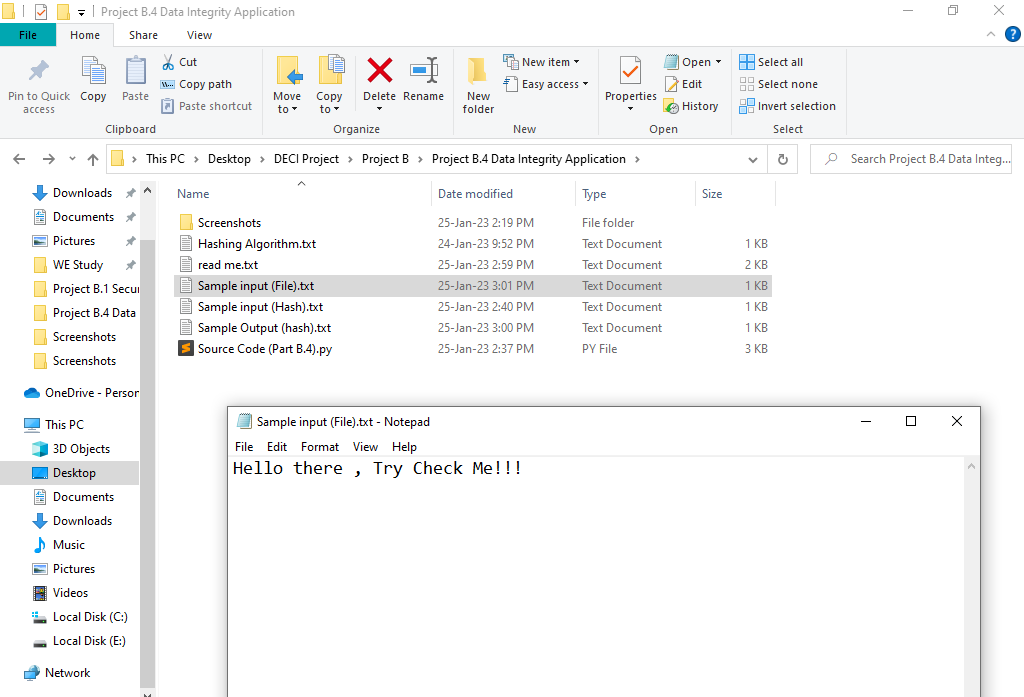 Project B.4 Data Integrity Application
File Home Share View
Pin to Quick access
Copy
Paste
Cut
Copy path
Paste shortcut
Clipboard
Move to
Copy to
Delete
Rename
Organize
New folder
New item
Easy access
New
Properties
Open
Edit
History
Open
Select all
Select none
Invert selection
Select
This PC > Desktop > DECI Project > Project B > Project B.4 Data Integrity Application >
Search Project B.4 Data Integ...
Downloads
Documents
Pictures
WE Study
Project B.1 Secur
Project B.4 Data
Screenshots
Screenshots
OneDrive - Person
This PC
3D Objects
Desktop
Documents
Downloads
Music
Pictures
Videos
Local Disk (C:)
Local Disk (E:)
Network
Name Date modified Type Size
Screenshots 25-Jan-23 2:19 PM File folder
Hashing Algorithm.txt 24-Jan-23 9:52 PM Text Document 1 KB
read me.txt 25-Jan-23 2:59 PM Text Document 2 KB
Sample input (File).txt 25-Jan-23 3:01 PM Text Document 1 KB
Sample input (Hash).txt 25-Jan-23 2:40 PM Text Document 1 KB
Sample Output (hash).txt 25-Jan-23 3:00 PM Text Document 1 KB
Source Code (Part B.4).py 25-Jan-23 2:37 PM PY File 3 KB
Sample input (File).txt - Notepad
File Edit Format View Help
Hello there , Try Check Me!!!